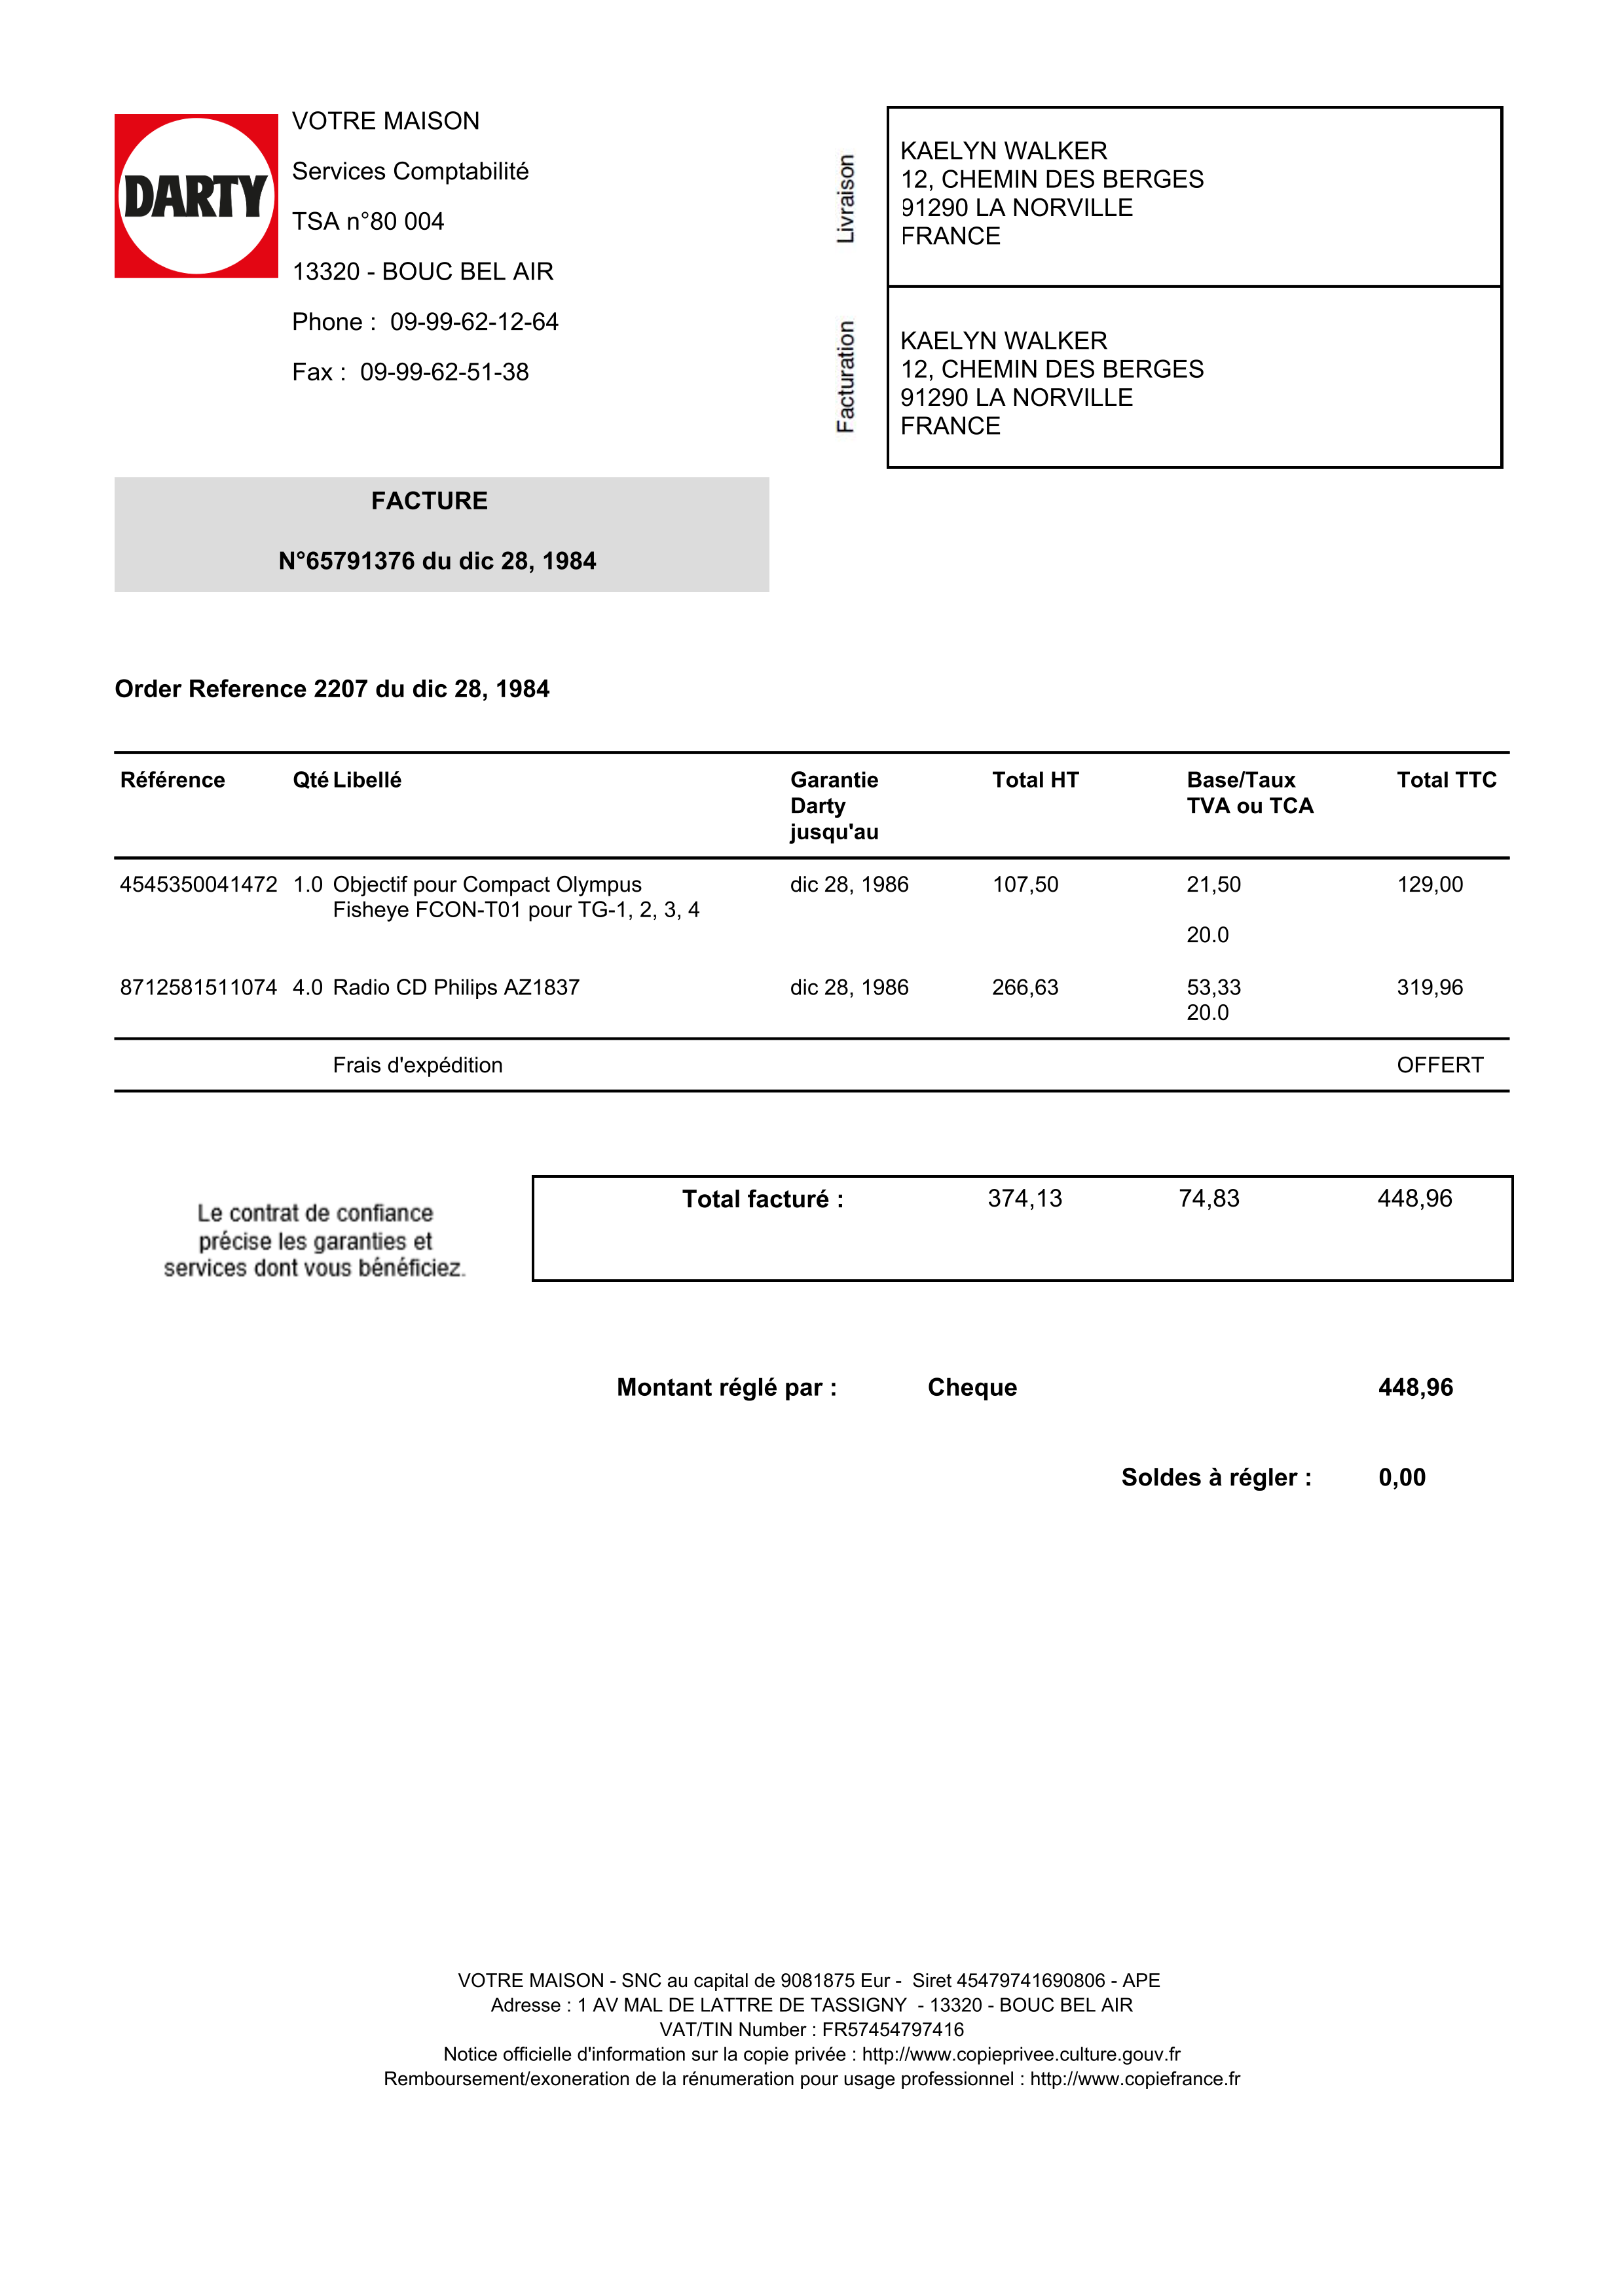 DARTY
VOTRE MAISON
Services Comptabilité
TSA n°80 004
13320 - BOUC BEL AIR
Phone : 09-99-62-12-64
Fax : 09-99-62-51-38
Livraison
KAELYN WALKER
12, CHEMIN DES BERGES
91290 LA NORVILLE
FRANCE
Facturation
KAELYN WALKER
12, CHEMIN DES BERGES
91290 LA NORVILLE
FRANCE
FACTURE
N°65791376 du dic 28, 1984
Order Reference 2207 du dic 28, 1984
Référence Qté Libellé Garantie Darty jusqu'au Total HT Base/Taux TVA ou TCA Total TTC
4545350041472 1.0 Objectif pour Compact Olympus dic 28, 1986 107,50 21,50 129,00
Fisheye FCON-T01 pour TG-1, 2, 3, 4
20.0
8712581511074 4.0 Radio CD Philips AZ1837 dic 28, 1986 266,63 53,33 319,96
20.0
Frais d'expédition OFFERT
Le contrat de confiance
précise les garanties et
services dont vous bénéficiez.
Total facturé : 374,13 74,83 448,96
Montant réglé par : Cheque 448,96
Soldes à régler : 0,00
VOTRE MAISON - SNC au capital de 9081875 Eur - Siret 45479741690806 - APE
Adresse : 1 AV MAL DE LATTRE DE TASSIGNY - 13320 - BOUC BEL AIR
VAT/TIN Number : FR57454797416
Notice officielle d'information sur la copie privée : http://www.copieprivee.culture.gouv.fr
Remboursement/exoneration de la rénumeration pour usage professionnel : http://www.copiefrance.fr